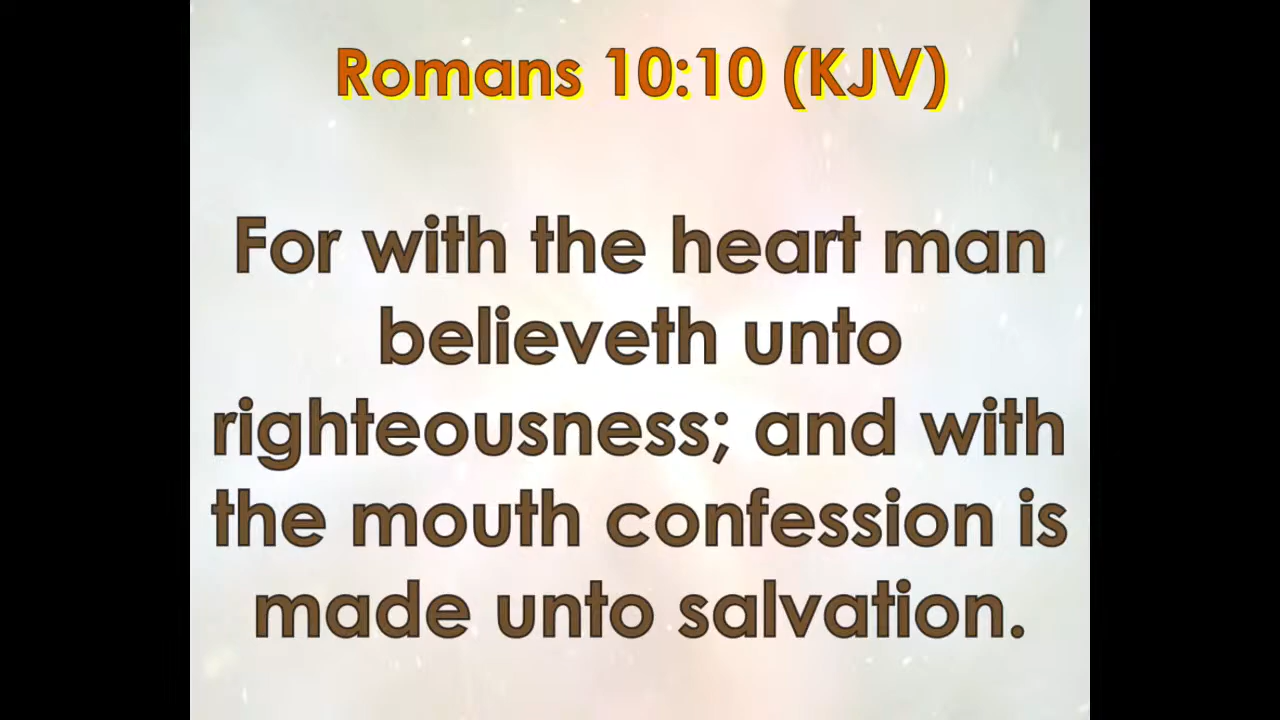 Romans 10:10 (KJV)
For with the heart man
believeth unto
righteousness; and with
the mouth confession is
made unto salvation.